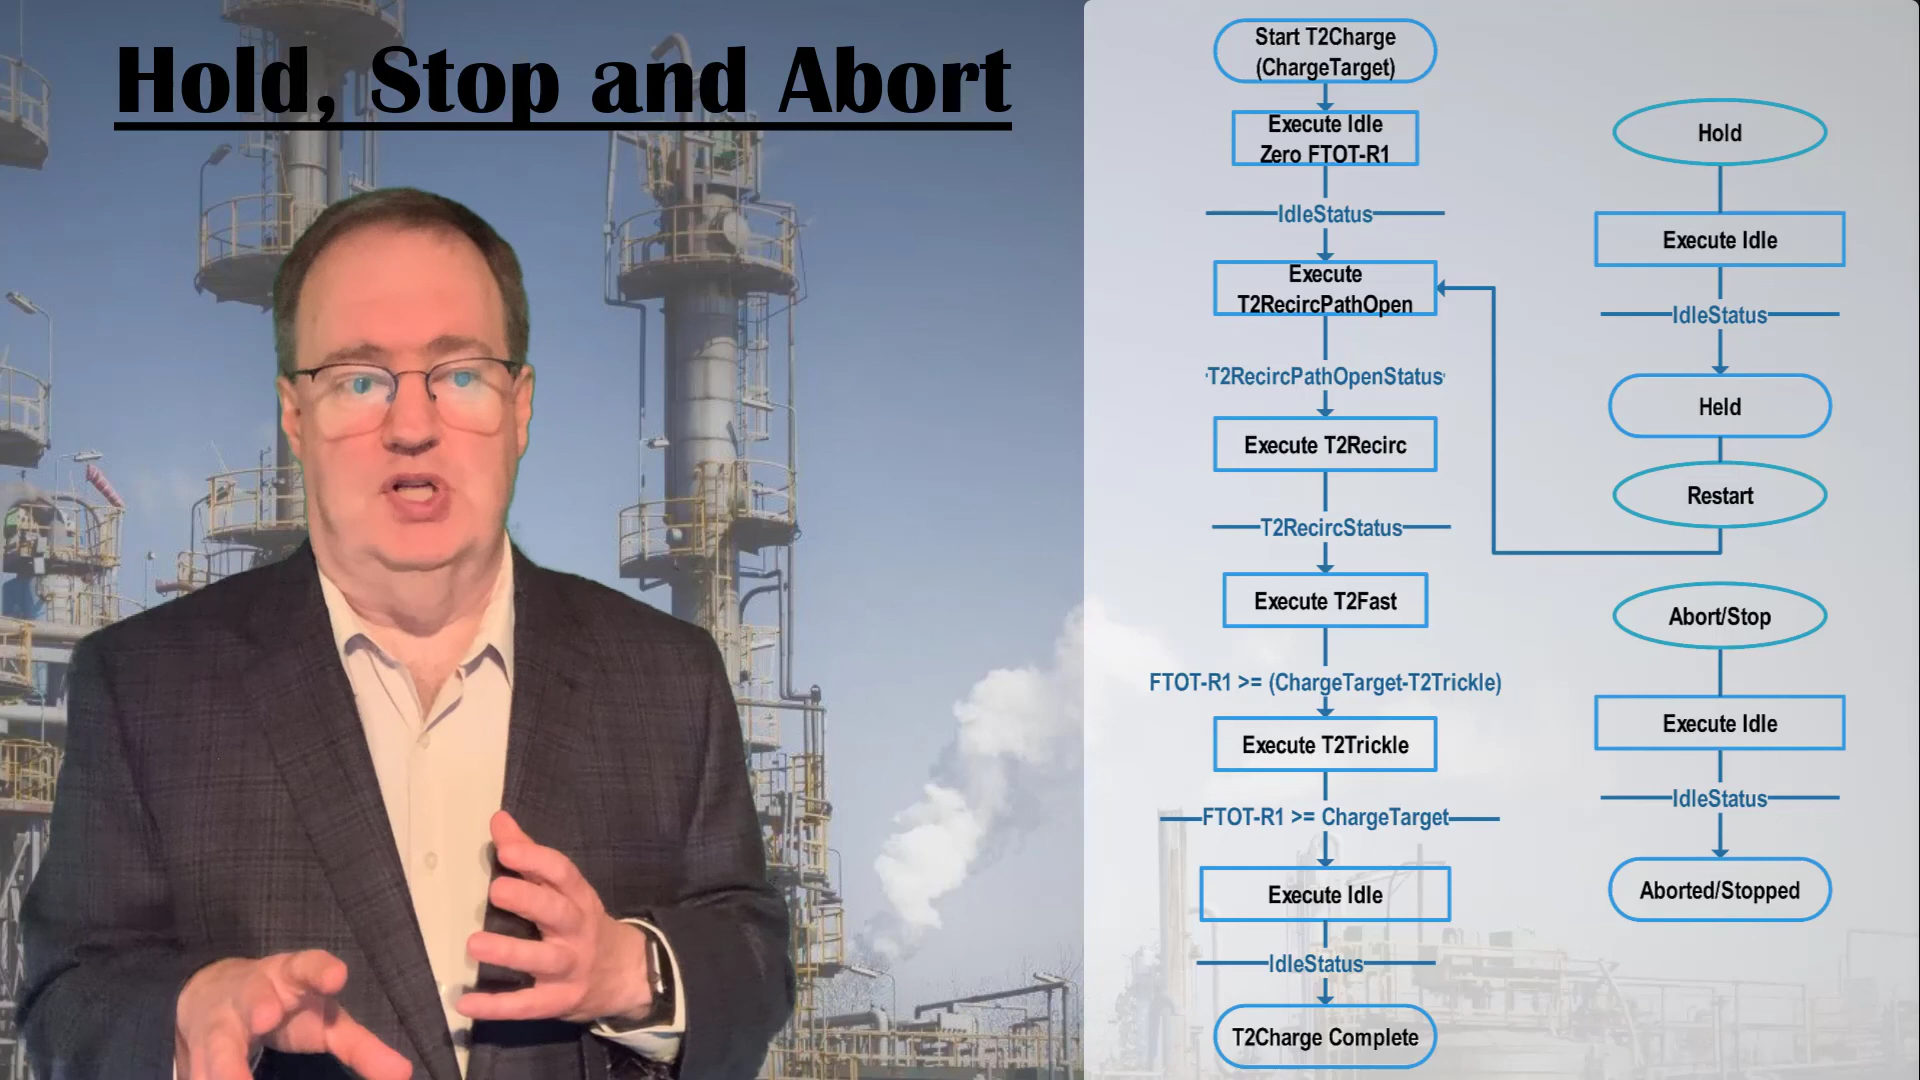 Hold, Stop and Abort
Start T2Charge
(ChargeTarget)
Execute Idle
Zero FTOT-R1
IdleStatus
Execute
T2RecircPathOpen
T2RecircPathOpenStatus
Execute T2Recirc
T2RecircStatus
Execute T2Fast
FTOT-R1 >= (ChargeTarget-T2Trickle)
Execute T2Trickle
FTOT-R1 >= ChargeTarget
Execute Idle
IdleStatus
T2Charge Complete
Hold
Execute Idle
IdleStatus
Held
Restart
Abort/Stop
Execute Idle
IdleStatus
Aborted/Stopped